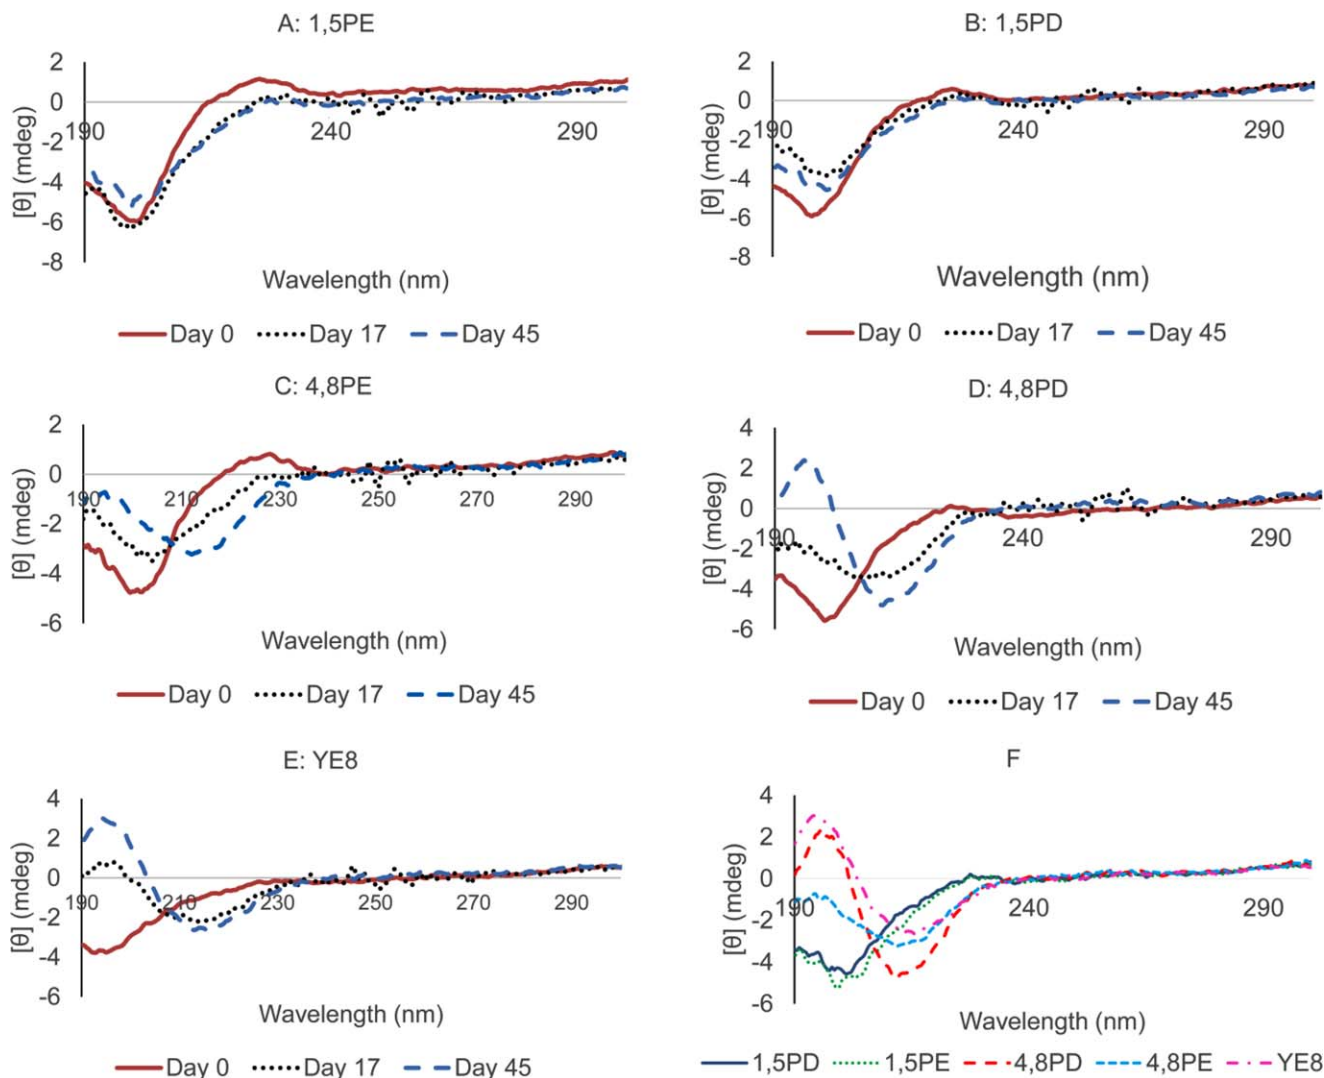 A: 1,5PE
2
0
-2
-4
-6
-8
190
240
290
[θ] (mdeg)
Wavelength (nm)
Day 0 Day 17 Day 45
B: 1,5PD
2
0
-2
-4
-6
-8
190
240
290
[θ] (mdeg)
Wavelength (nm)
Day 0 Day 17 Day 45
C: 4,8PE
2
0
-2
-4
-6
190 210 230 250 270 290
[θ] (mdeg)
Wavelength (nm)
Day 0 Day 17 Day 45
D: 4,8PD
4
2
0
-2
-4
-6
190 240 290
[θ] (mdeg)
Wavelength (nm)
Day 0 Day 17 Day 45
E: YE8
4
2
0
-2
-4
-6
190 210 230 250 270 290
[θ] (mdeg)
Wavelength (nm)
Day 0 Day 17 Day 45
F
4
2
0
-2
-4
-6
190 240 290
[θ] (mdeg)
Wavelength (nm)
1,5PD 1,5PE 4,8PD 4,8PE YE8